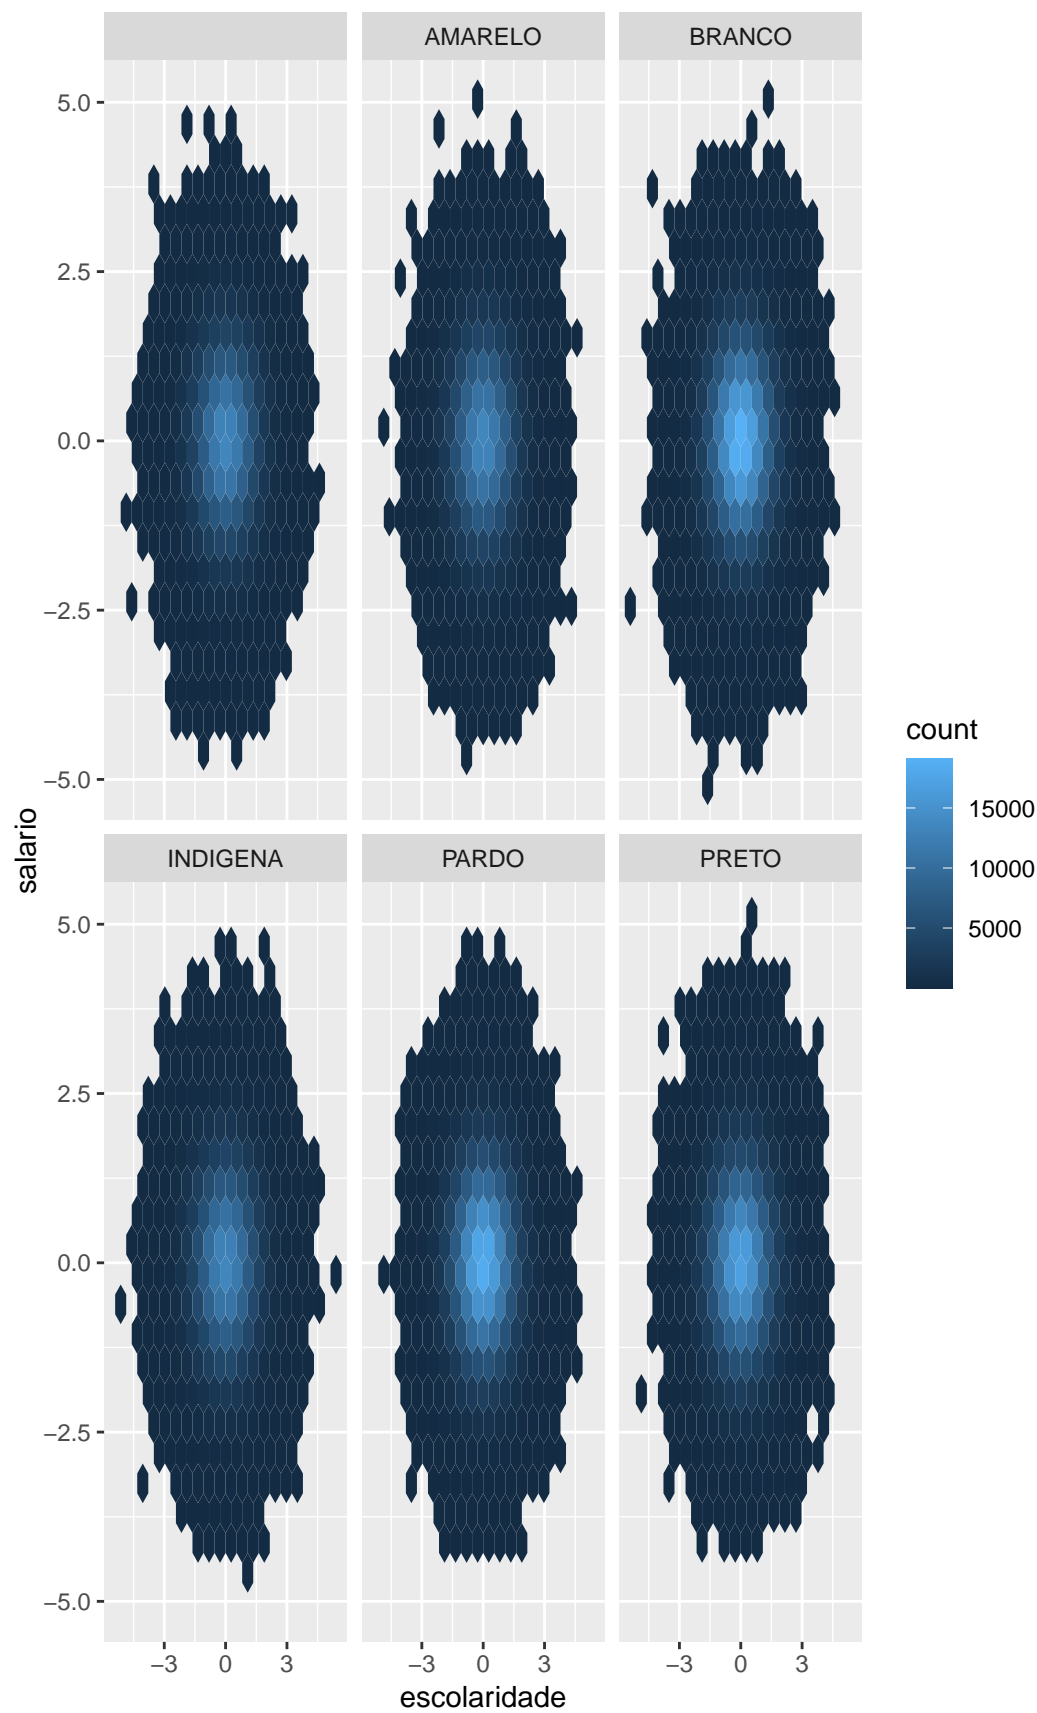 AMARELO
BRANCO
5.0
2.5
0.0
−2.5
−5.0
INDIGENA
PARDO
PRETO
5.0
2.5
0.0
−2.5
−5.0
−3 0 3
−3 0 3
−3 0 3
escolaridade
salario
count
15000
10000
5000